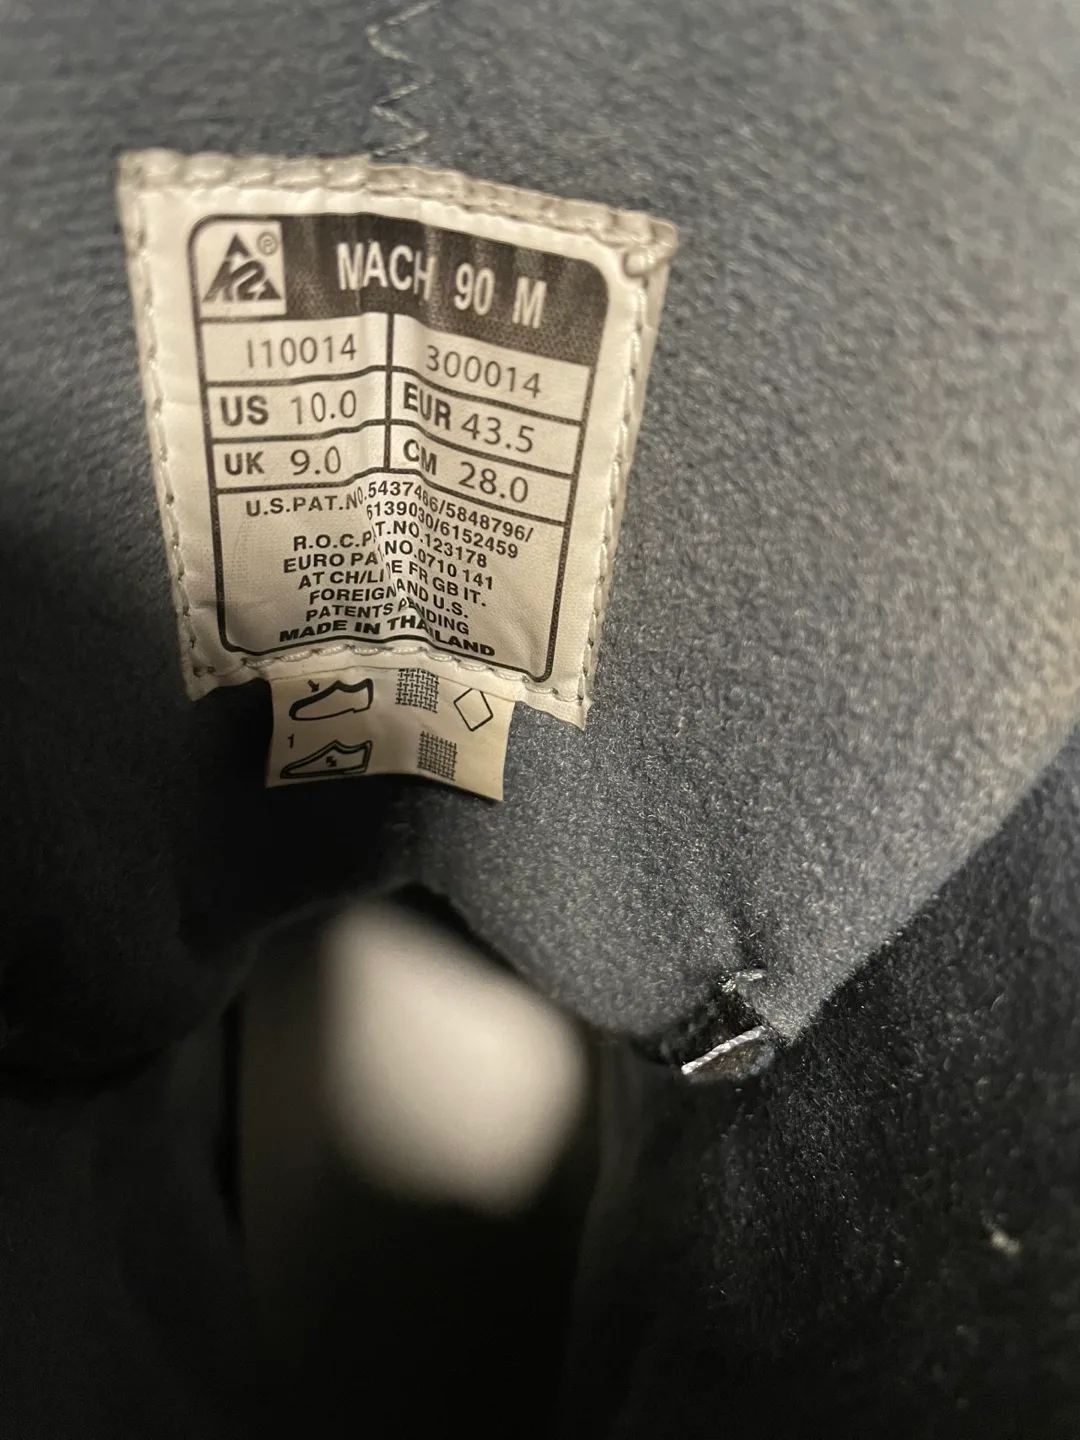 K2®
MACH 90 M
I10014 300014
US 10.0 EUR 43.5
UK 9.0 CM 28.0
U.S.PAT.NO.5437466/5848796/
6139030/6152459
R.O.C.PAT.NO.123178
EURO PAT.NO.0710 141
AT CH/LI DE FR GB IT.
FOREIGN AND U.S.
PATENTS PENDING
MADE IN THAILAND
1